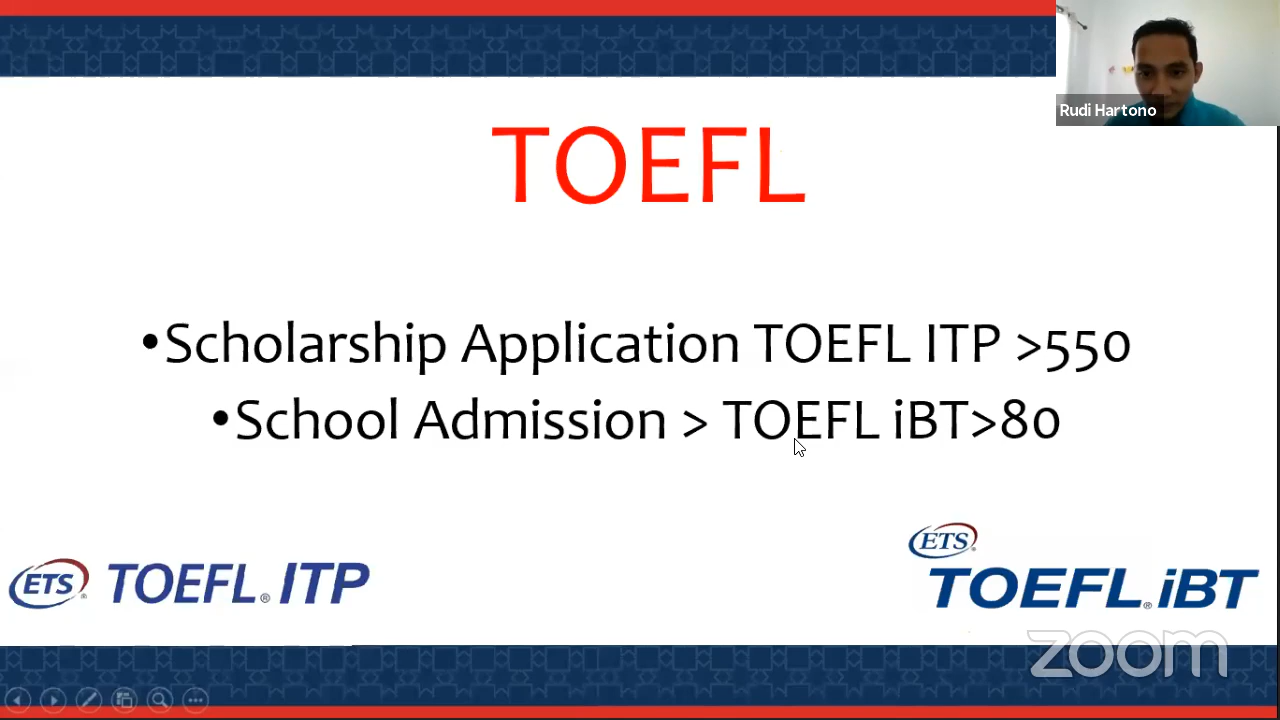 Rudi Hartono
TOEFL
•Scholarship Application TOEFL ITP >550
•School Admission > TOEFL iBT>80
ETS® TOEFL® ITP
ETS®
TOEFL® iBT
zoom